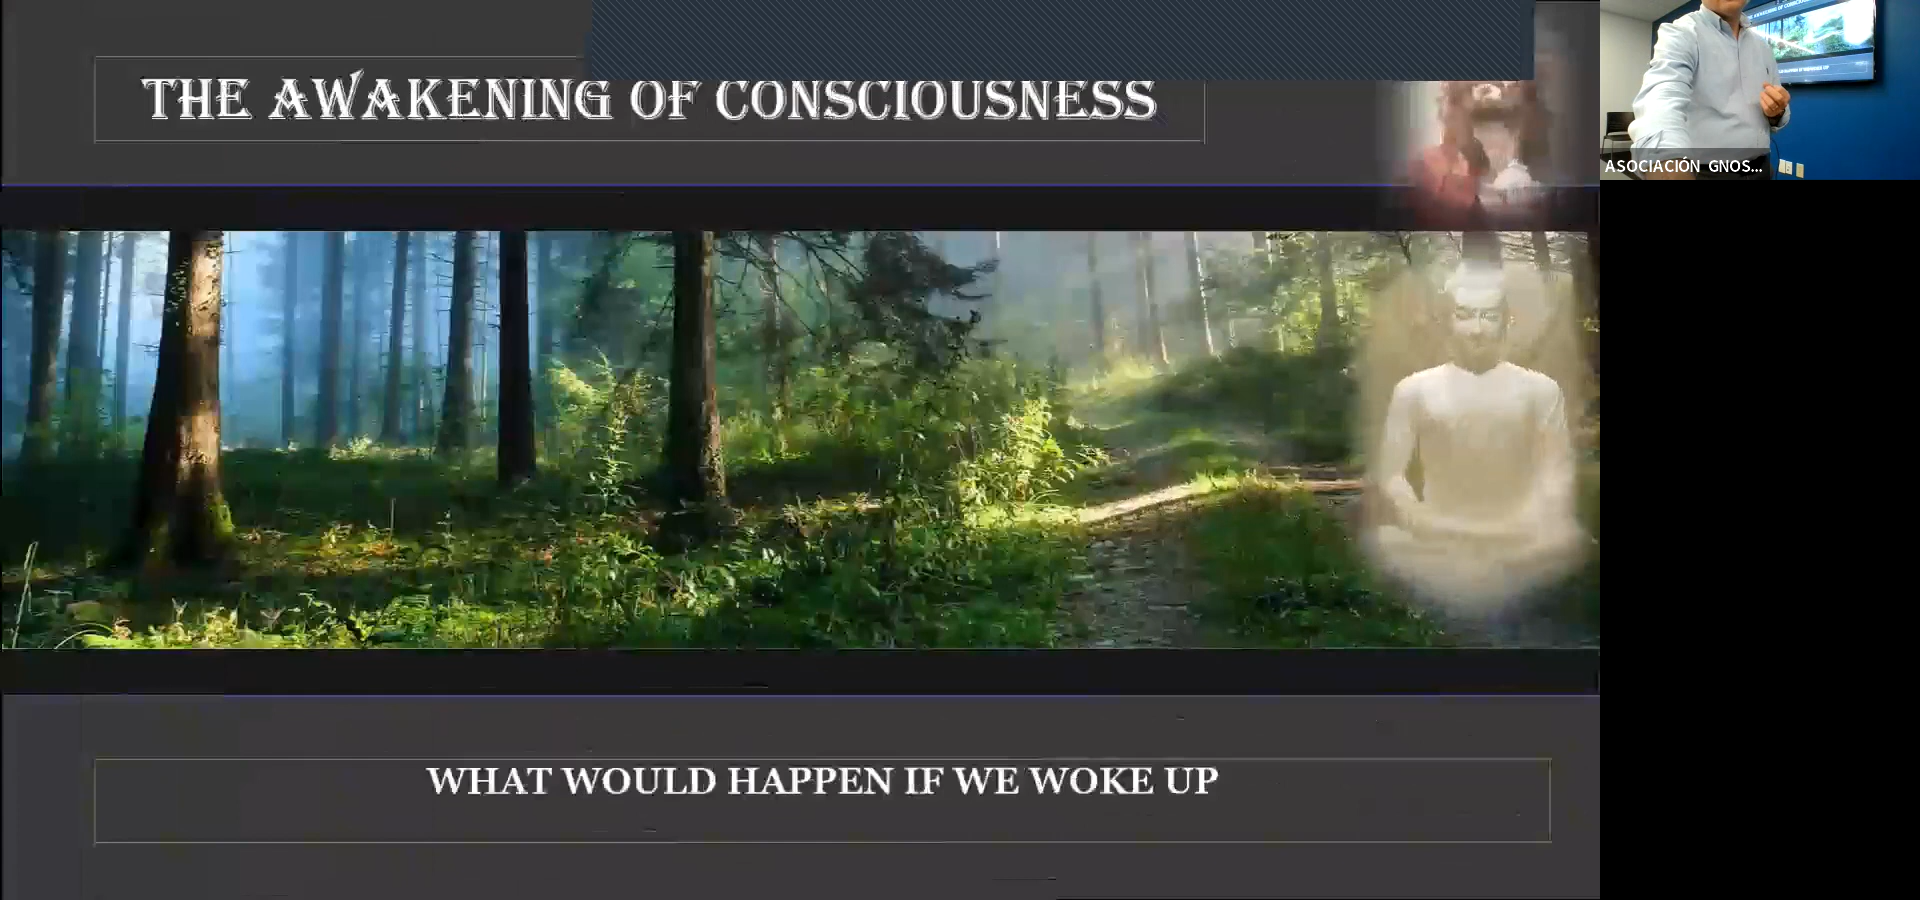 THE AWAKENING OF CONSCIOUSNESS
ASOCIACIÓN GNOS...
WHAT WOULD HAPPEN IF WE WOKE UP